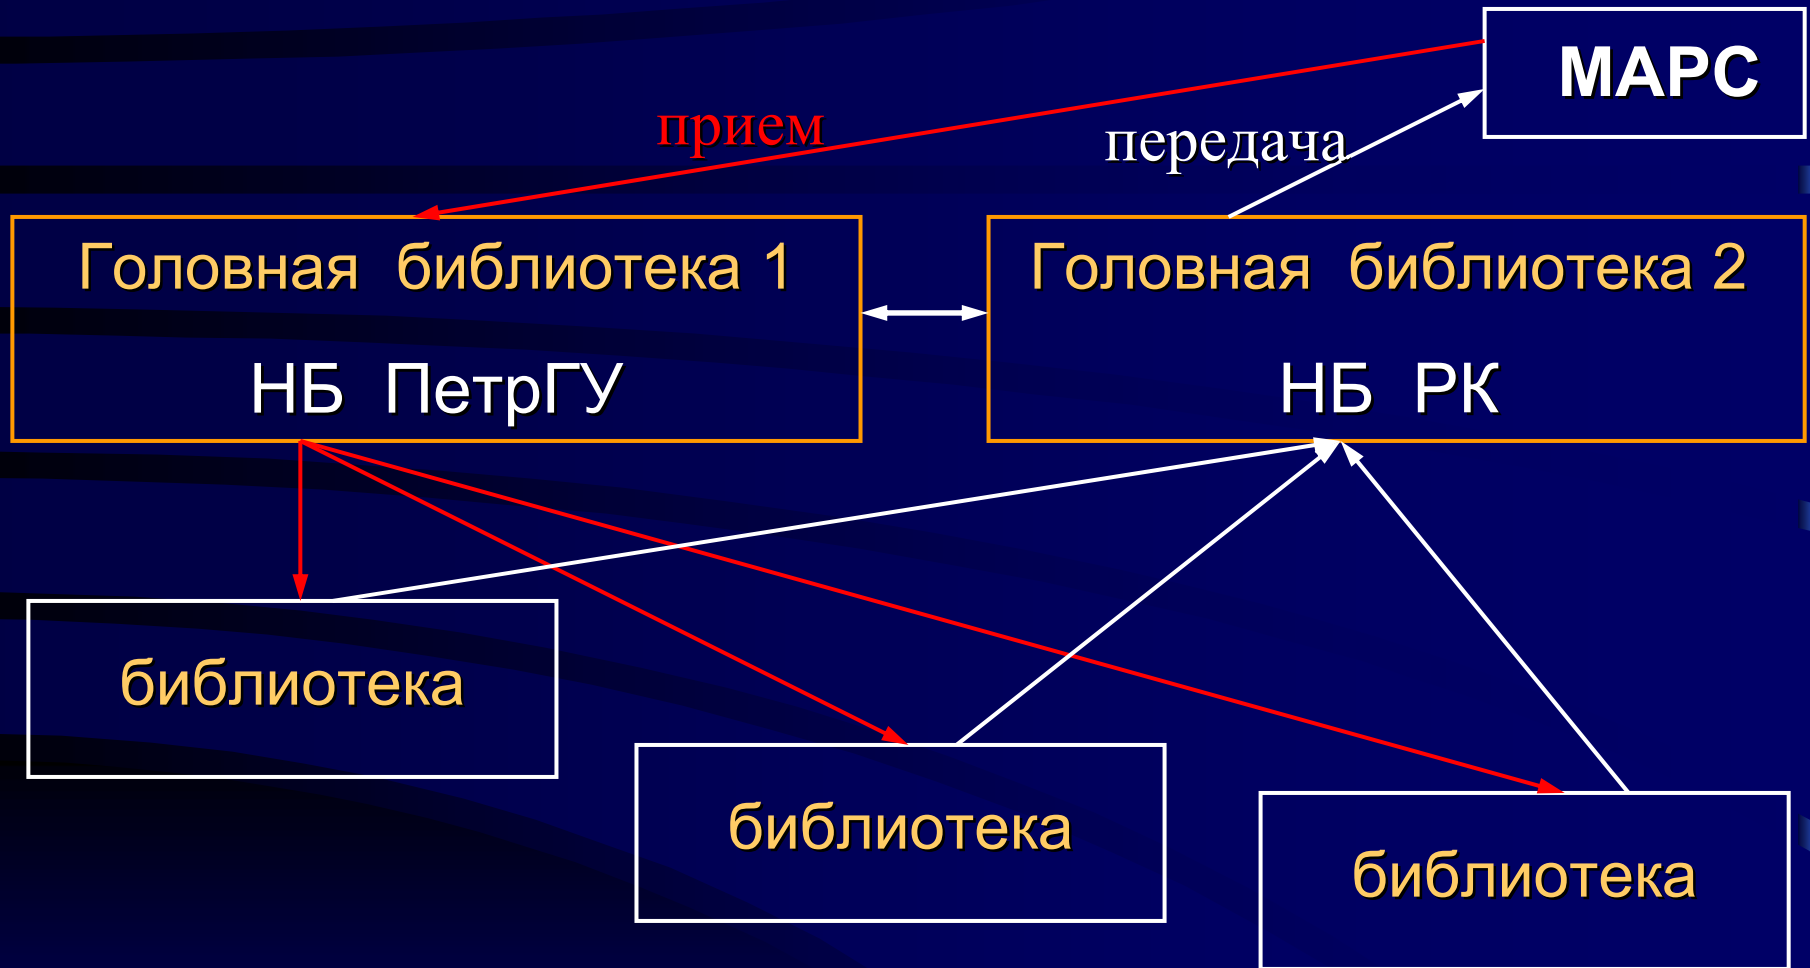 МАРС
прием
передача
Головная библиотека 1
НБ ПетрГУ
Головная библиотека 2
НБ РК
библиотека
библиотека
библиотека